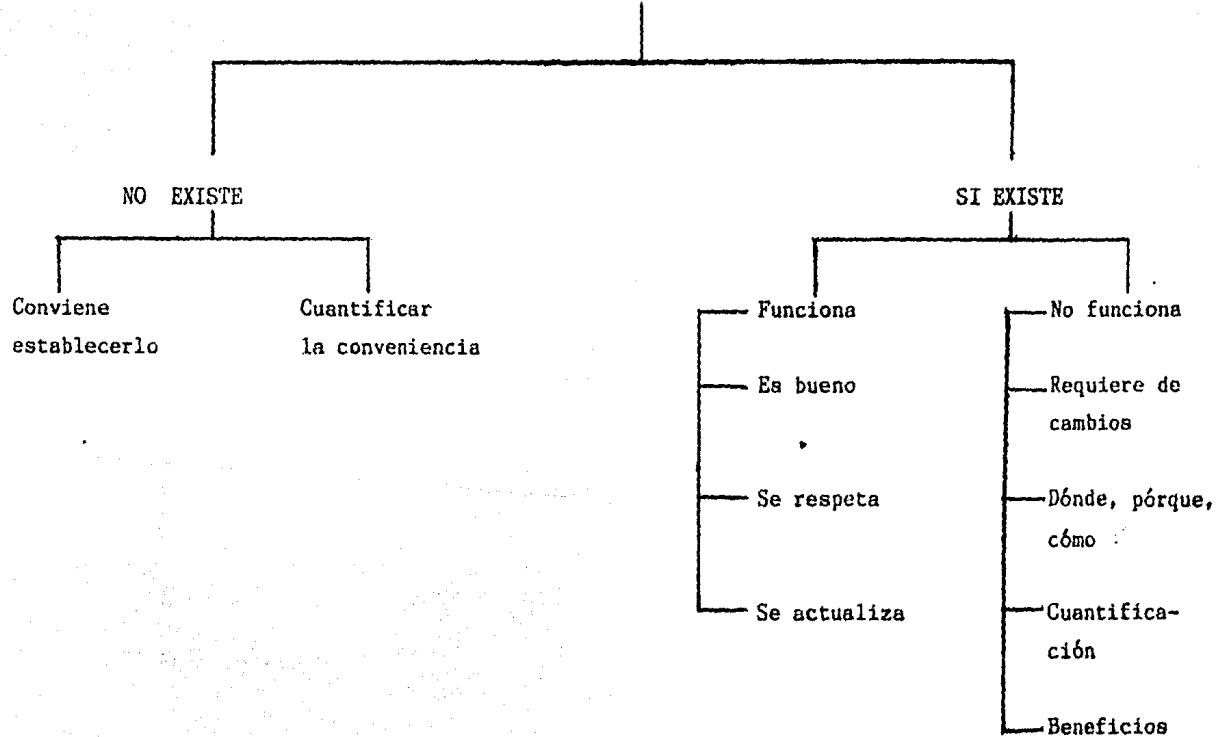 NO EXISTE
SI EXISTE
Conviene
establecerlo
Cuantificar
la conveniencia
Funciona
Es bueno
Se respeta
Se actualiza
No funciona
Requiere de
cambios
Dónde, pórque,
cómo
Cuantifica-
ción
Beneficios